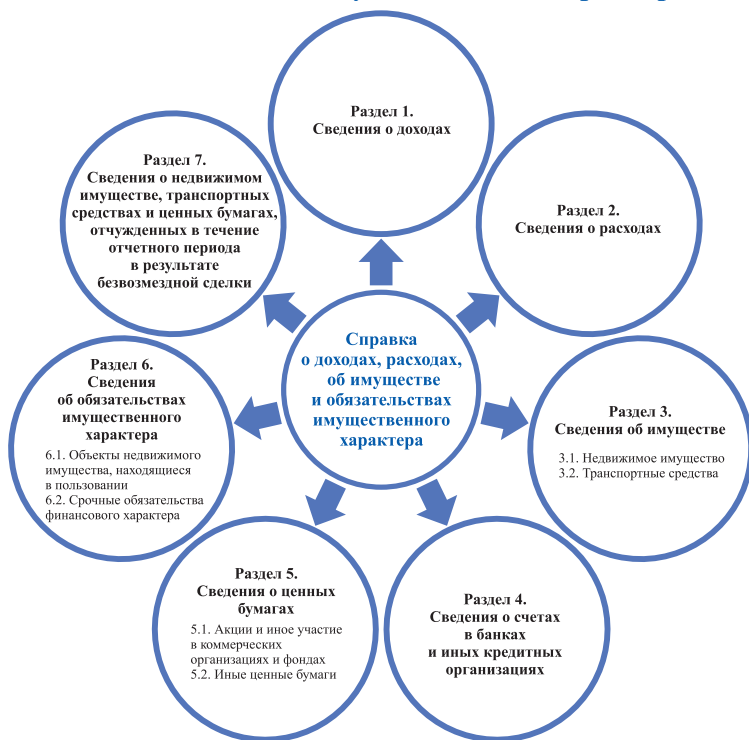 Раздел 1.
Сведения о доходах
Раздел 2.
Сведения о расходах
Раздел 3.
Сведения об имуществе
3.1. Недвижимое имущество
3.2. Транспортные средства
Раздел 4.
Сведения о счетах
в банках
и иных кредитных
организациях
Раздел 5.
Сведения о ценных
бумагах
5.1. Акции и иное участие
в коммерческих
организациях и фондах
5.2. Иные ценные бумаги
Раздел 6.
Сведения
об обязательствах
имущественного
характера
6.1. Объекты недвижимого
имущества, находящиеся
в пользовании
6.2. Срочные обязательства
финансового характера
Раздел 7.
Сведения о недвижимом
имуществе, транспортных
средствах и ценных бумагах,
отчужденных в течение
отчетного периода
в результате
безвозмездной сделки
Справка
о доходах, расходах,
об имуществе
и обязательствах
имущественного
характера